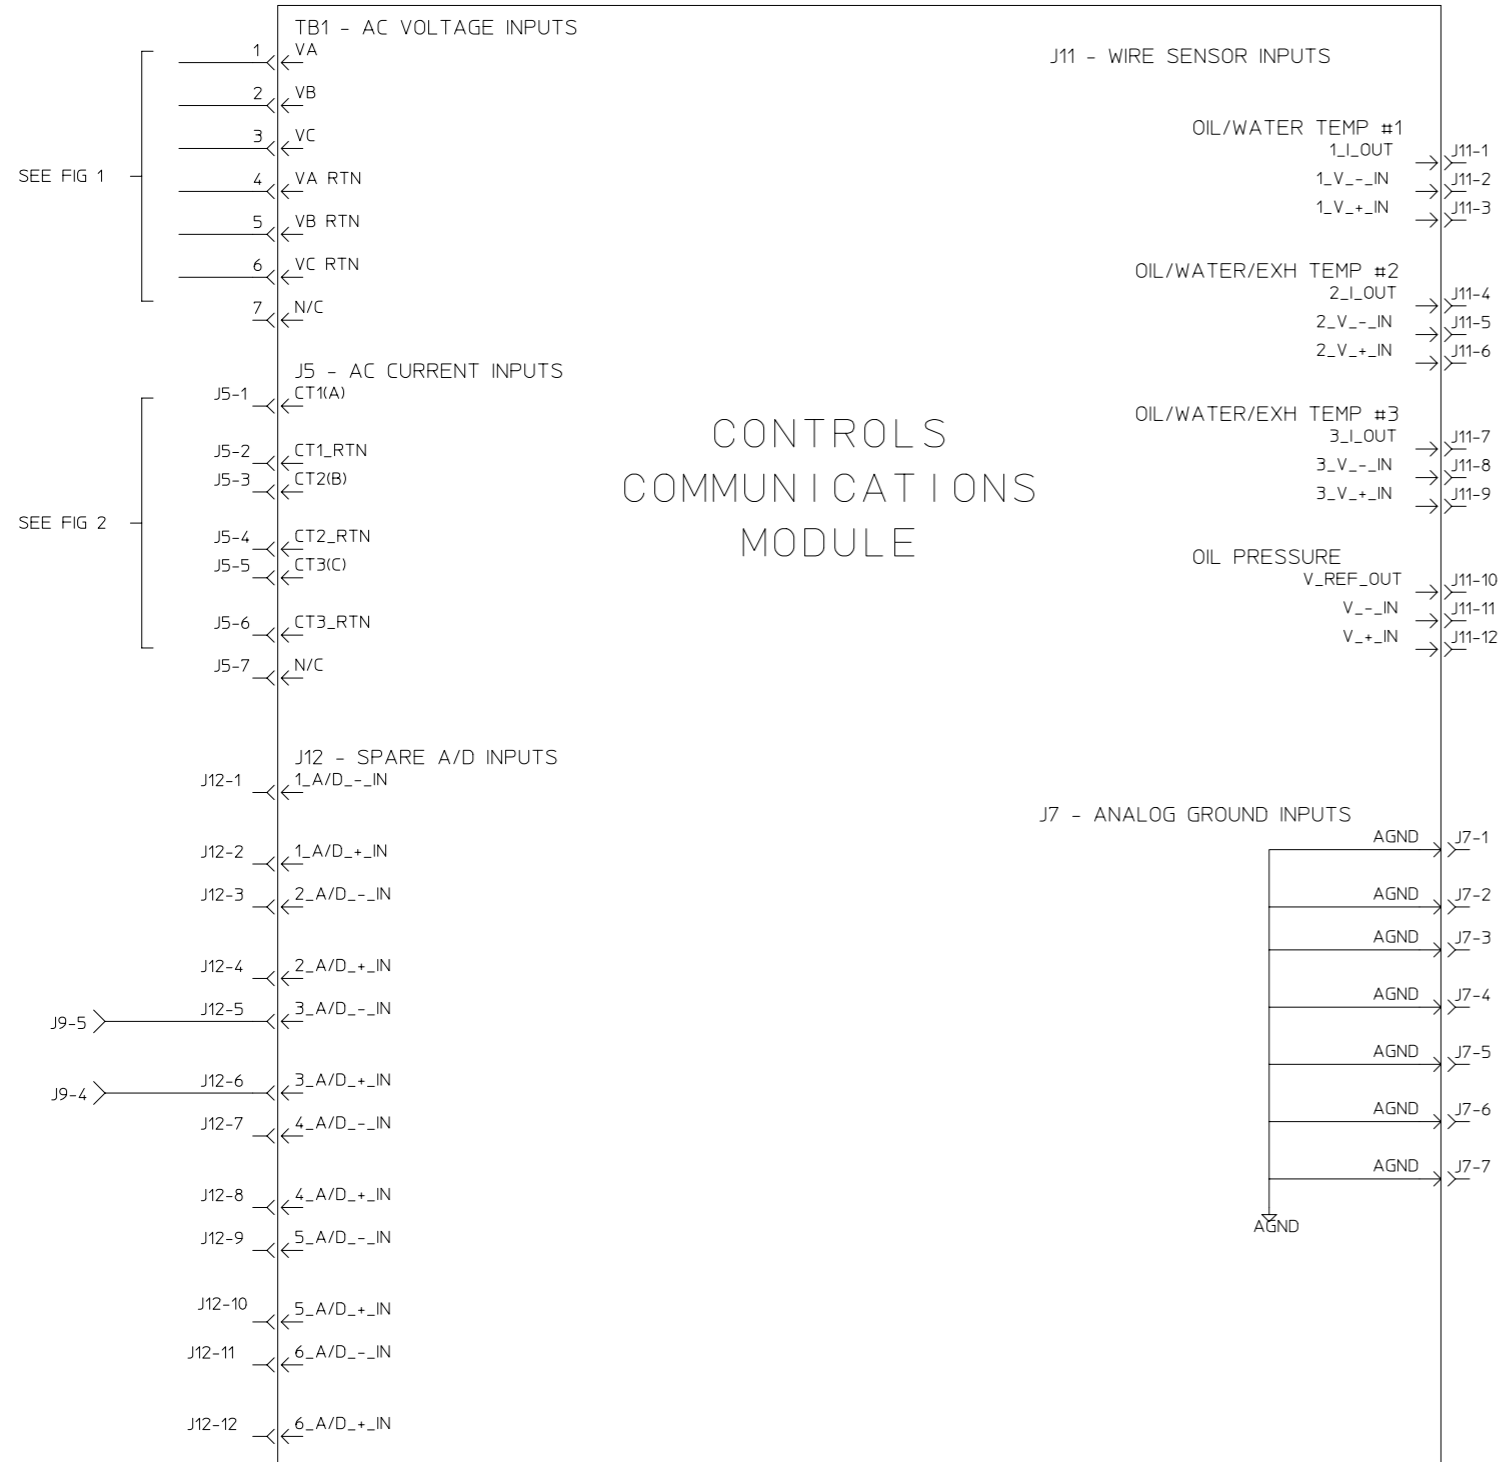 TB1 - AC VOLTAGE INPUTS
1 VA
2 VB
3 VC
SEE FIG 1
4 VA RTN
5 VB RTN
6 VC RTN
7 N/C
J5 - AC CURRENT INPUTS
J5-1 CT1(A)
J5-2 CT1_RTN
J5-3 CT2(B)
SEE FIG 2
J5-4 CT2_RTN
J5-5 CT3(C)
J5-6 CT3_RTN
J5-7 N/C
J12 - SPARE A/D INPUTS
J12-1 1_A/D_-_IN
J12-2 1_A/D_+_IN
J12-3 2_A/D_-_IN
J12-4 2_A/D_+_IN
J9-5 J12-5 3_A/D_-_IN
J9-4 J12-6 3_A/D_+_IN
J12-7 4_A/D_-_IN
J12-8 4_A/D_+_IN
J12-9 5_A/D_-_IN
J12-10 5_A/D_+_IN
J12-11 6_A/D_-_IN
J12-12 6_A/D_+_IN
CONTROLS
COMMUNICATIONS
MODULE
J11 - WIRE SENSOR INPUTS
OIL/WATER TEMP #1
1_I_OUT J11-1
1_V_-_IN J11-2
1_V_+_IN J11-3
OIL/WATER/EXH TEMP #2
2_I_OUT J11-4
2_V_-_IN J11-5
2_V_+_IN J11-6
OIL/WATER/EXH TEMP #3
3_I_OUT J11-7
3_V_-_IN J11-8
3_V_+_IN J11-9
OIL PRESSURE
V_REF_OUT J11-10
V_-_IN J11-11
V_+_IN J11-12
J7 - ANALOG GROUND INPUTS
AGND J7-1
AGND J7-2
AGND J7-3
AGND J7-4
AGND J7-5
AGND J7-6
AGND J7-7
AGND